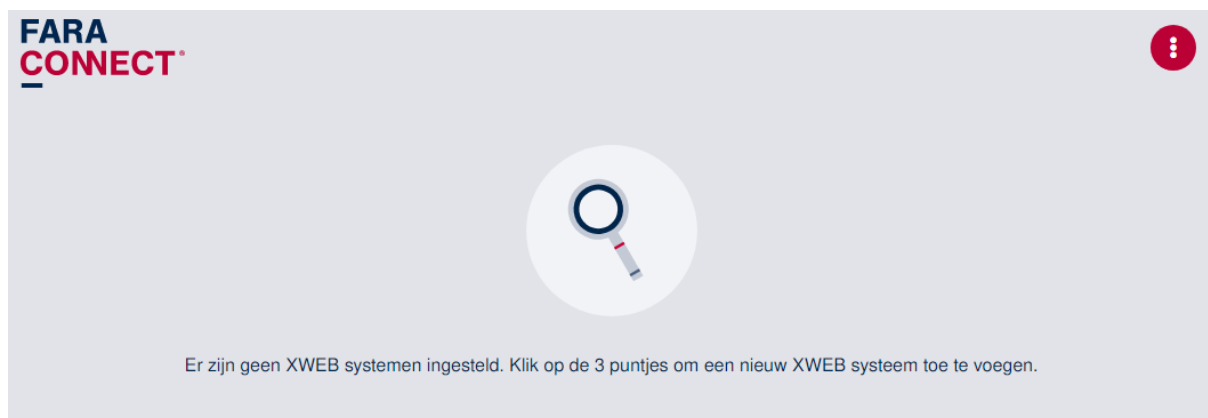 FARA
CONNECT
Er zijn geen XWEB systemen ingesteld. Klik op de 3 puntjes om een nieuw XWEB systeem toe te voegen.